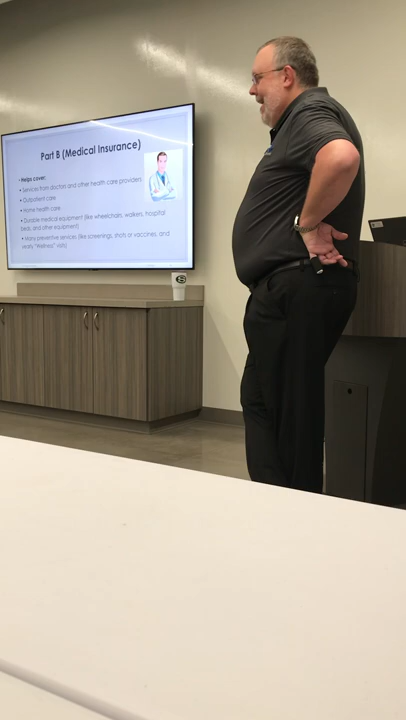 Part B (Medical Insurance)
• Helps cover:
• Services from doctors and other health care providers
• Outpatient care
• Home health care
• Durable medical equipment (like wheelchairs, walkers, hospital
beds, and other equipment)
• Many preventive services (like screenings, shots or vaccines, and
yearly "Wellness" visits)